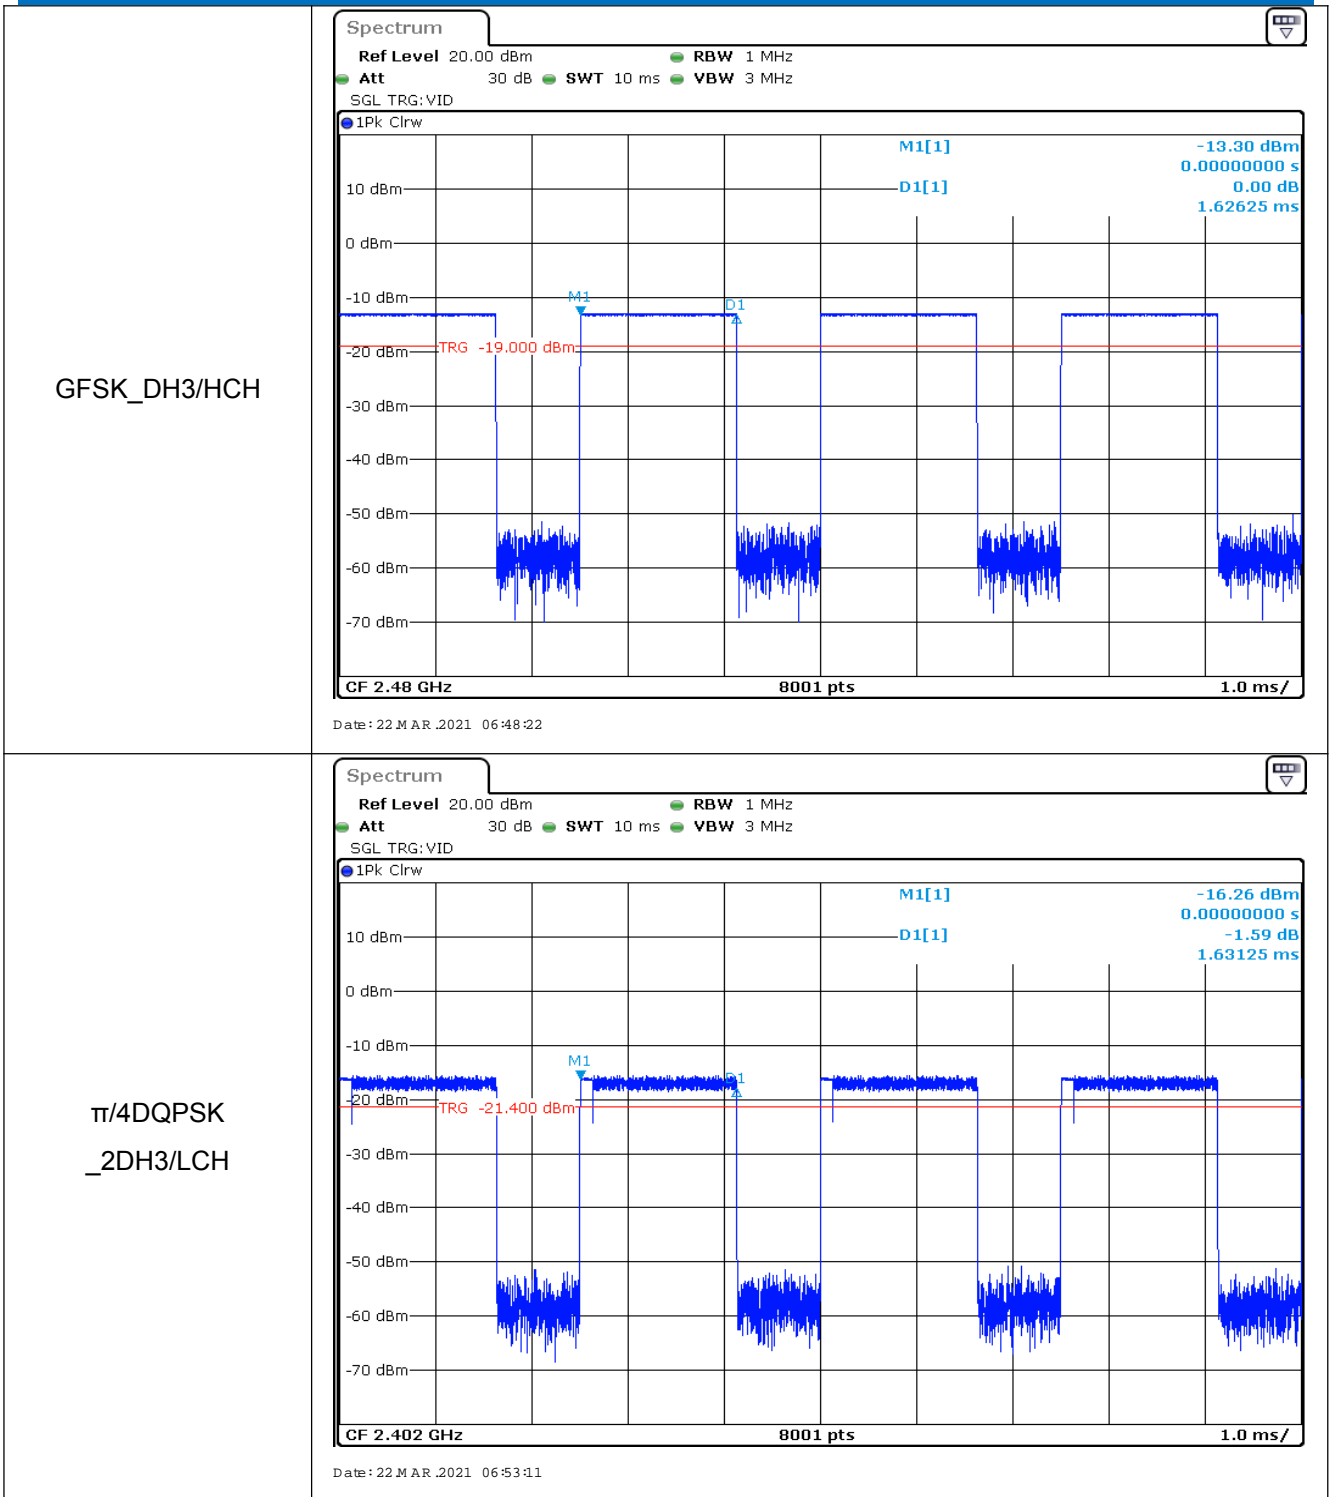 Spectrum
Ref Level 20.00 dBm RBW 1 MHz
Att 30 dB SWT 10 ms VBW 3 MHz
SGL TRG:VID
1Pk Clrw
M1[1] -13.30 dBm
0.00000000 s
10 dBm D1[1] 0.00 dB
1.62625 ms
0 dBm
-10 dBm M1 D1
-20 dBm TRG -19.000 dBm
GFSK_DH3/HCH
-30 dBm
-40 dBm
-50 dBm
-60 dBm
-70 dBm
CF 2.48 GHz 8001 pts 1.0 ms/
Date: 22.MAR.2021 06:48:22
Spectrum
Ref Level 20.00 dBm RBW 1 MHz
Att 30 dB SWT 10 ms VBW 3 MHz
SGL TRG:VID
1Pk Clrw
M1[1] -16.26 dBm
0.00000000 s
10 dBm D1[1] -1.59 dB
1.63125 ms
0 dBm
-10 dBm
M1 D1
-20 dBm TRG -21.400 dBm
π/4DQPSK
_2DH3/LCH
-30 dBm
-40 dBm
-50 dBm
-60 dBm
-70 dBm
CF 2.402 GHz 8001 pts 1.0 ms/
Date: 22.MAR.2021 06:53:11